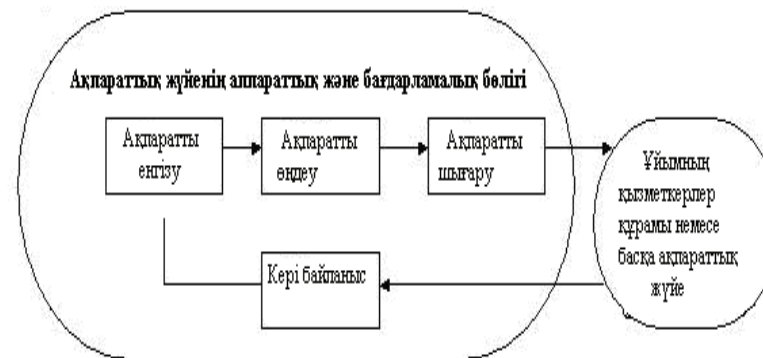 Ақпараттық жүйенің аппараттық және бағдарламалық бөлігі
Ақпаратты
енгізу
Ақпаратты
өңдеу
Ақпаратты
шығару
Ұйымның
қызметкерлер
құрамы немесе
басқа ақпараттық
жүйе
Кері байланыс